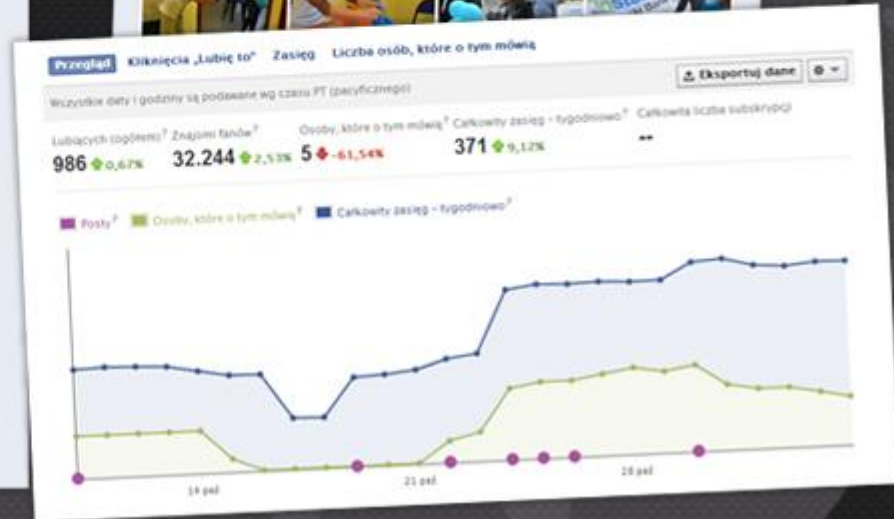 Przegląd Kliknięcia „Lubię to" Zasięg Liczba osób, które o tym mówią
Wszystkie daty i godziny są podawane wg czasu PT (pacyficznego)
Eksportuj dane
Lubiących (ogółem)? Znajomi fanów? Osoby, które o tym mówią? Całkowity zasięg – tygodniowo? Całkowita liczba subskrypcji
986 0,67% 32.244 2,53% 5 -61,54% 371 9,12% --
Posty? Osoby, które o tym mówią? Całkowity zasięg – tygodniowo?
14 paź 21 paź 28 paź